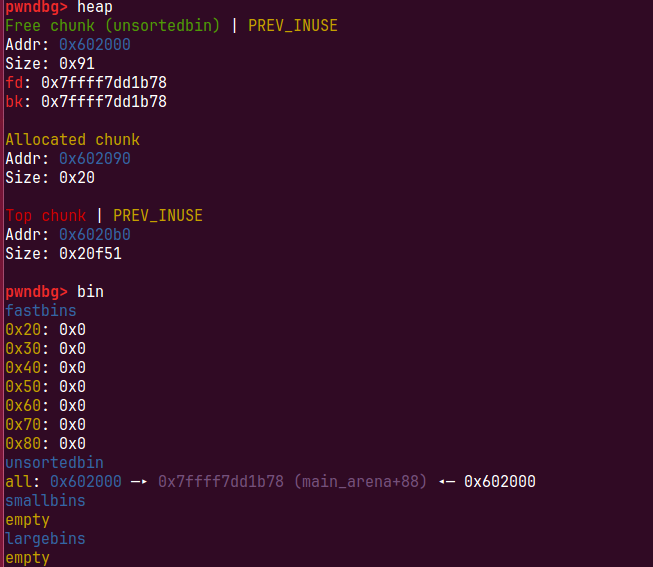 pwndbg> heap
Free chunk (unsortedbin) | PREV_INUSE
Addr: 0x602000
Size: 0x91
fd: 0x7ffff7dd1b78
bk: 0x7ffff7dd1b78
Allocated chunk
Addr: 0x602090
Size: 0x20
Top chunk | PREV_INUSE
Addr: 0x6020b0
Size: 0x20f51
pwndbg> bin
fastbins
0x20: 0x0
0x30: 0x0
0x40: 0x0
0x50: 0x0
0x60: 0x0
0x70: 0x0
0x80: 0x0
unsortedbin
all: 0x602000 —▸ 0x7ffff7dd1b78 (main_arena+88) ◂— 0x602000
smallbins
empty
largebins
empty